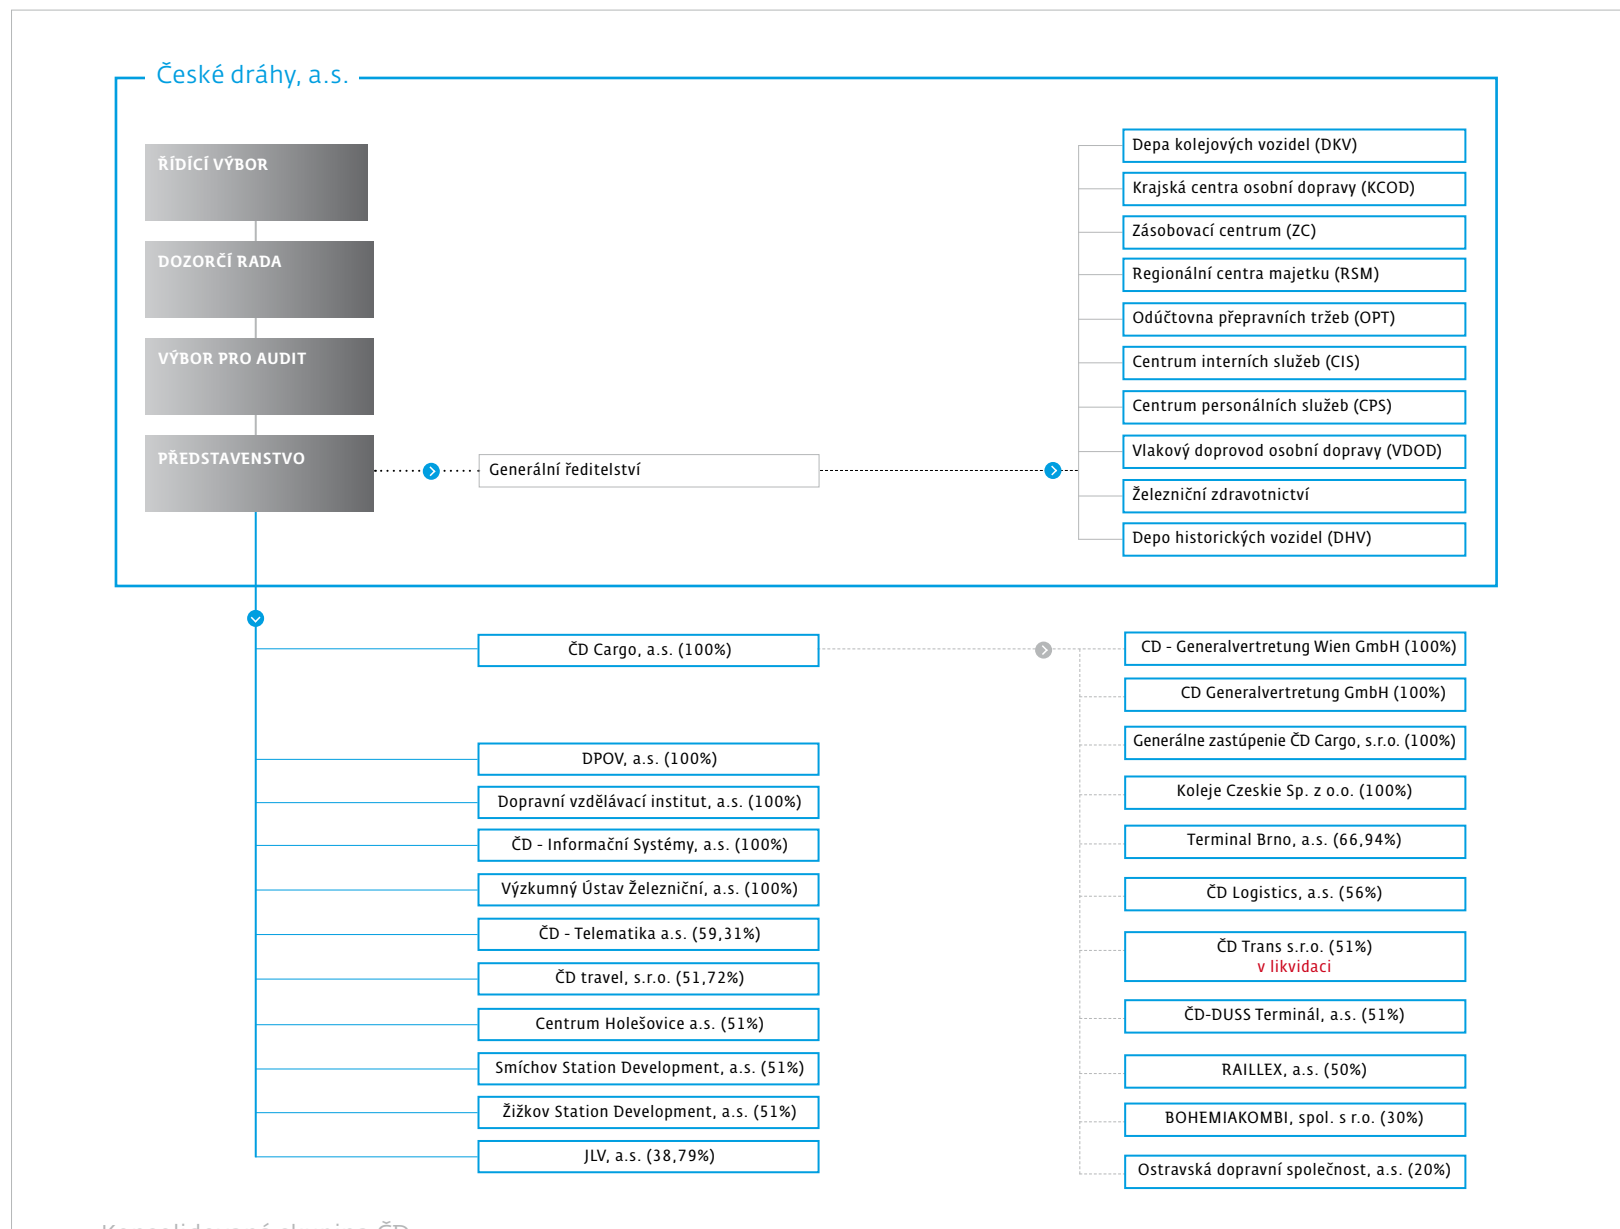 České dráhy, a.s.
ŘÍDÍCÍ VÝBOR
DOZORČÍ RADA
VÝBOR PRO AUDIT
PŘEDSTAVENSTVO
Generální ředitelství
Depa kolejových vozidel (DKV)
Krajská centra osobní dopravy (KCOD)
Zásobovací centrum (ZC)
Regionální centra majetku (RSM)
Odúčtovna přepravních tržeb (OPT)
Centrum interních služeb (CIS)
Centrum personálních služeb (CPS)
Vlakový doprovod osobní dopravy (VDOD)
Železniční zdravotnictví
Depo historických vozidel (DHV)
ČD Cargo, a.s. (100%)
DPOV, a.s. (100%)
Dopravní vzdělávací institut, a.s. (100%)
ČD - Informační Systémy, a.s. (100%)
Výzkumný Ústav Železniční, a.s. (100%)
ČD - Telematika a.s. (59,31%)
ČD travel, s.r.o. (51,72%)
Centrum Holešovice a.s. (51%)
Smíchov Station Development, a.s. (51%)
Žižkov Station Development, a.s. (51%)
JLV, a.s. (38,79%)
CD - Generalvertretung Wien GmbH (100%)
CD Generalvertretung GmbH (100%)
Generálne zastúpenie ČD Cargo, s.r.o. (100%)
Koleje Czeskie Sp. z o.o. (100%)
Terminal Brno, a.s. (66,94%)
ČD Logistics, a.s. (56%)
ČD Trans s.r.o. (51%)
v likvidaci
ČD-DUSS Terminál, a.s. (51%)
RAILLEX, a.s. (50%)
BOHEMIAKOMBI, spol. s r.o. (30%)
Ostravská dopravní společnost, a.s. (20%)